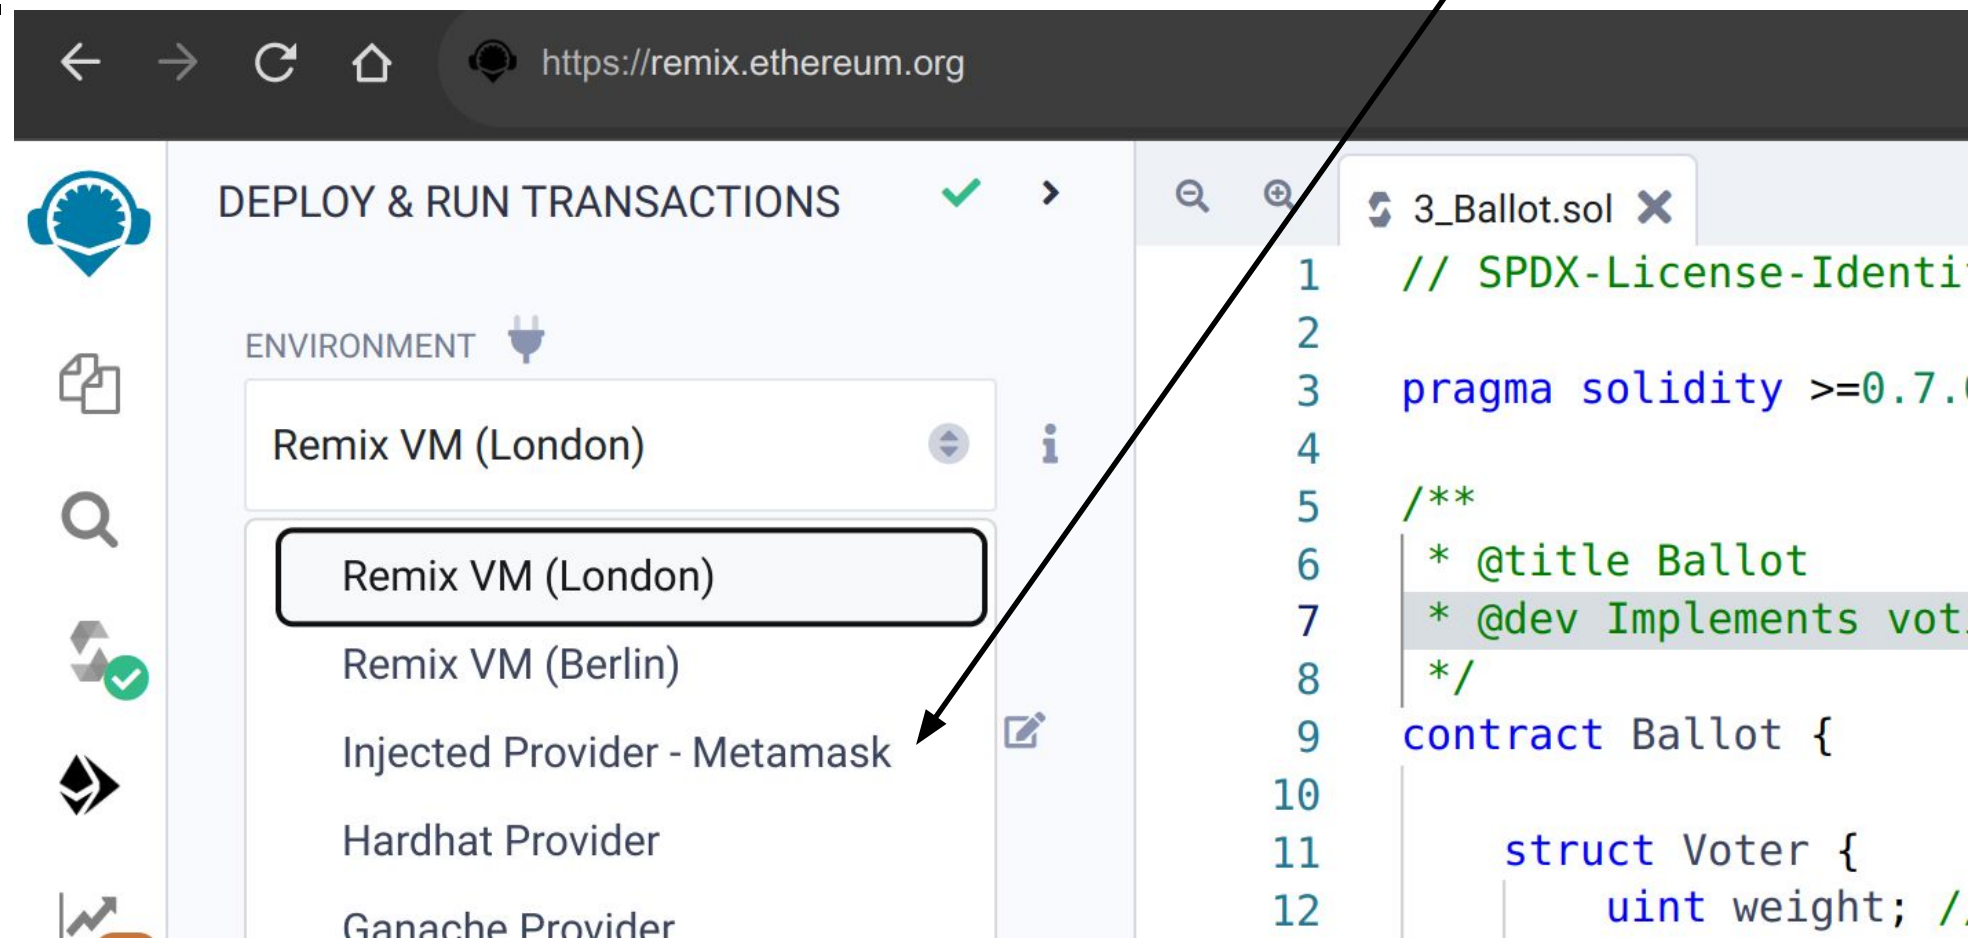 https://remix.ethereum.org
DEPLOY & RUN TRANSACTIONS
ENVIRONMENT
Remix VM (London)
i
Remix VM (London)
Remix VM (Berlin)
Injected Provider - Metamask
Hardhat Provider
Ganache Provider
3_Ballot.sol
1 // SPDX-License-Identi
2
3 pragma solidity >=0.7.
4
5 /**
6 * @title Ballot
7 * @dev Implements vot
8 */
9 contract Ballot {
10
11 struct Voter {
12 uint weight; //